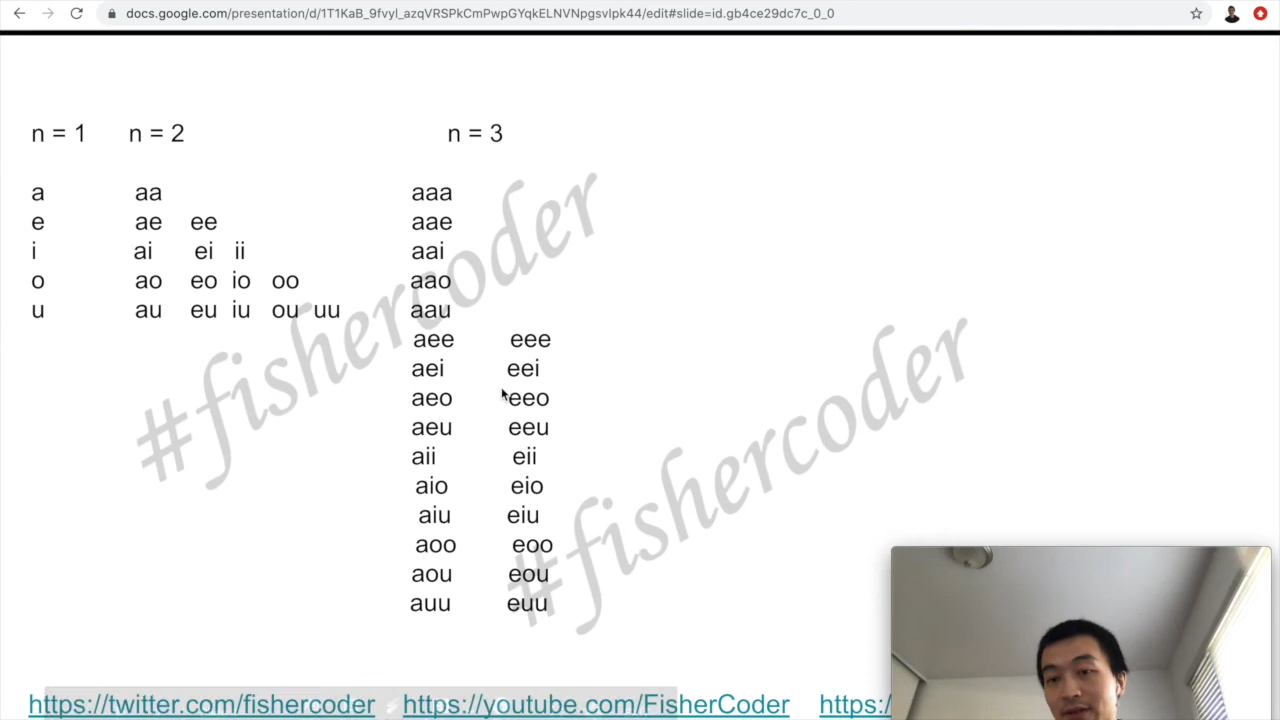 docs.google.com/presentation/d/1T1KaB_9fvyl_azqVRSPkCmPwpGYqkELNVNpgsvIpk44/edit#slide=id.gb4ce29dc7c_0_0
n = 1 n = 2 n = 3
a aa aaa
e ae ee aae
i ai ei ii aai
o ao eo io oo aao
u au eu iu ou uu aau
aee eee
aei eei
aeo eeo
aeu eeu
aii eii
aio eio
aiu eiu
aoo eoo
aou eou
auu euu
#fishercoder
#fishercoder
https://twitter.com/fishercoder https://youtube.com/FisherCoder https:/